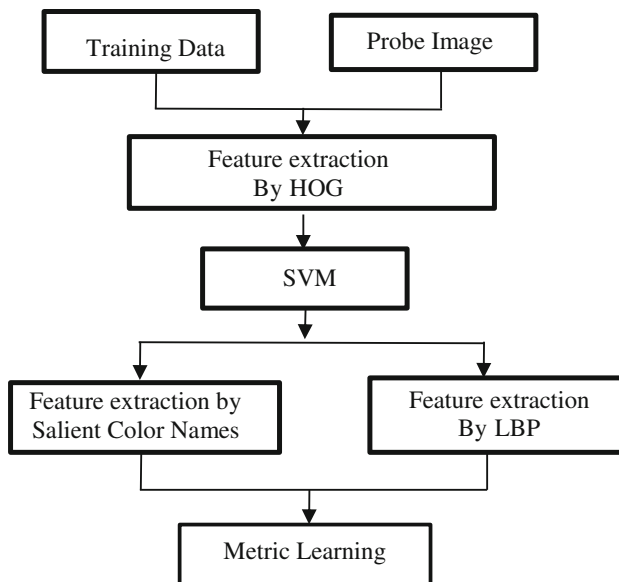 Training Data
Probe Image
Feature extraction
By HOG
SVM
Feature extraction by
Salient Color Names
Feature extraction
By LBP
Metric Learning